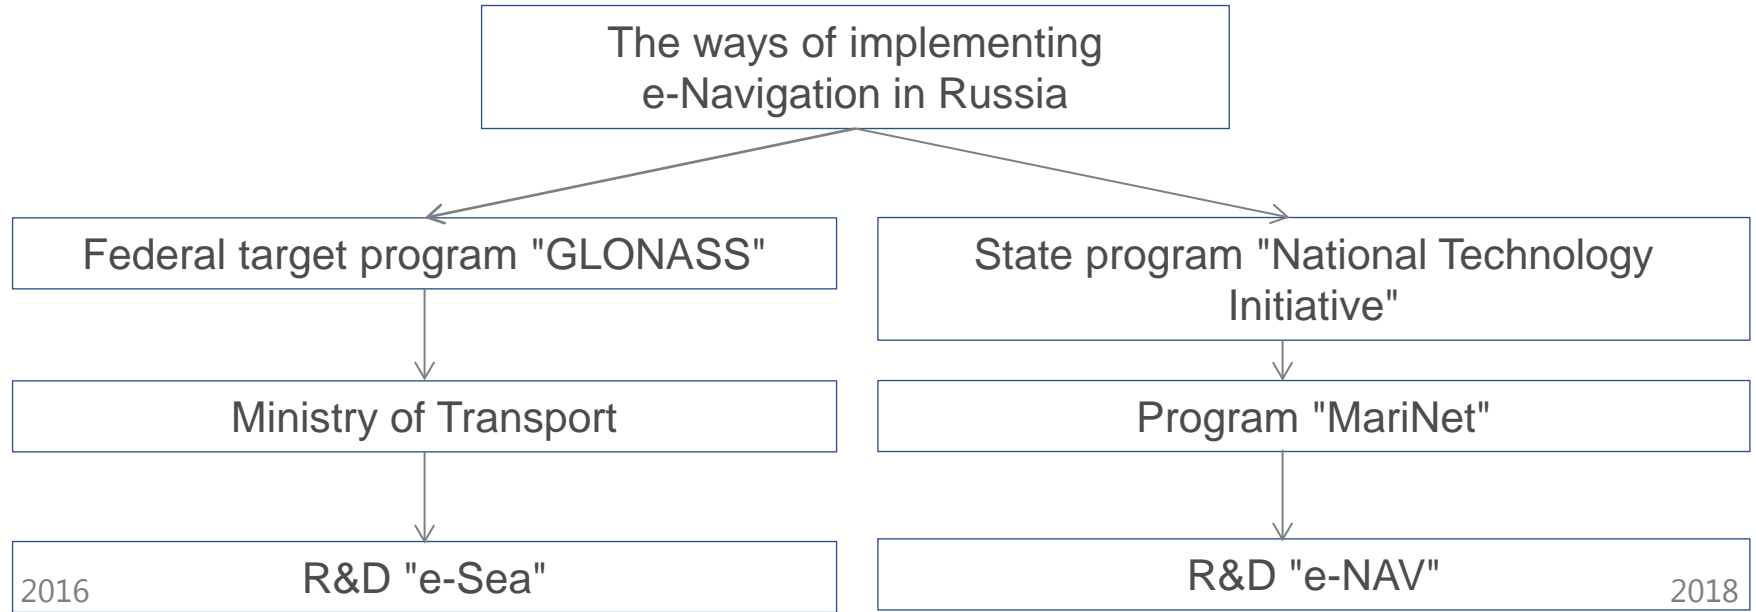 The ways of implementing
e-Navigation in Russia
Federal target program "GLONASS"
State program "National Technology
Initiative"
Ministry of Transport
Program "MariNet"
R&D "e-Sea"
2016
R&D "e-NAV"
2018